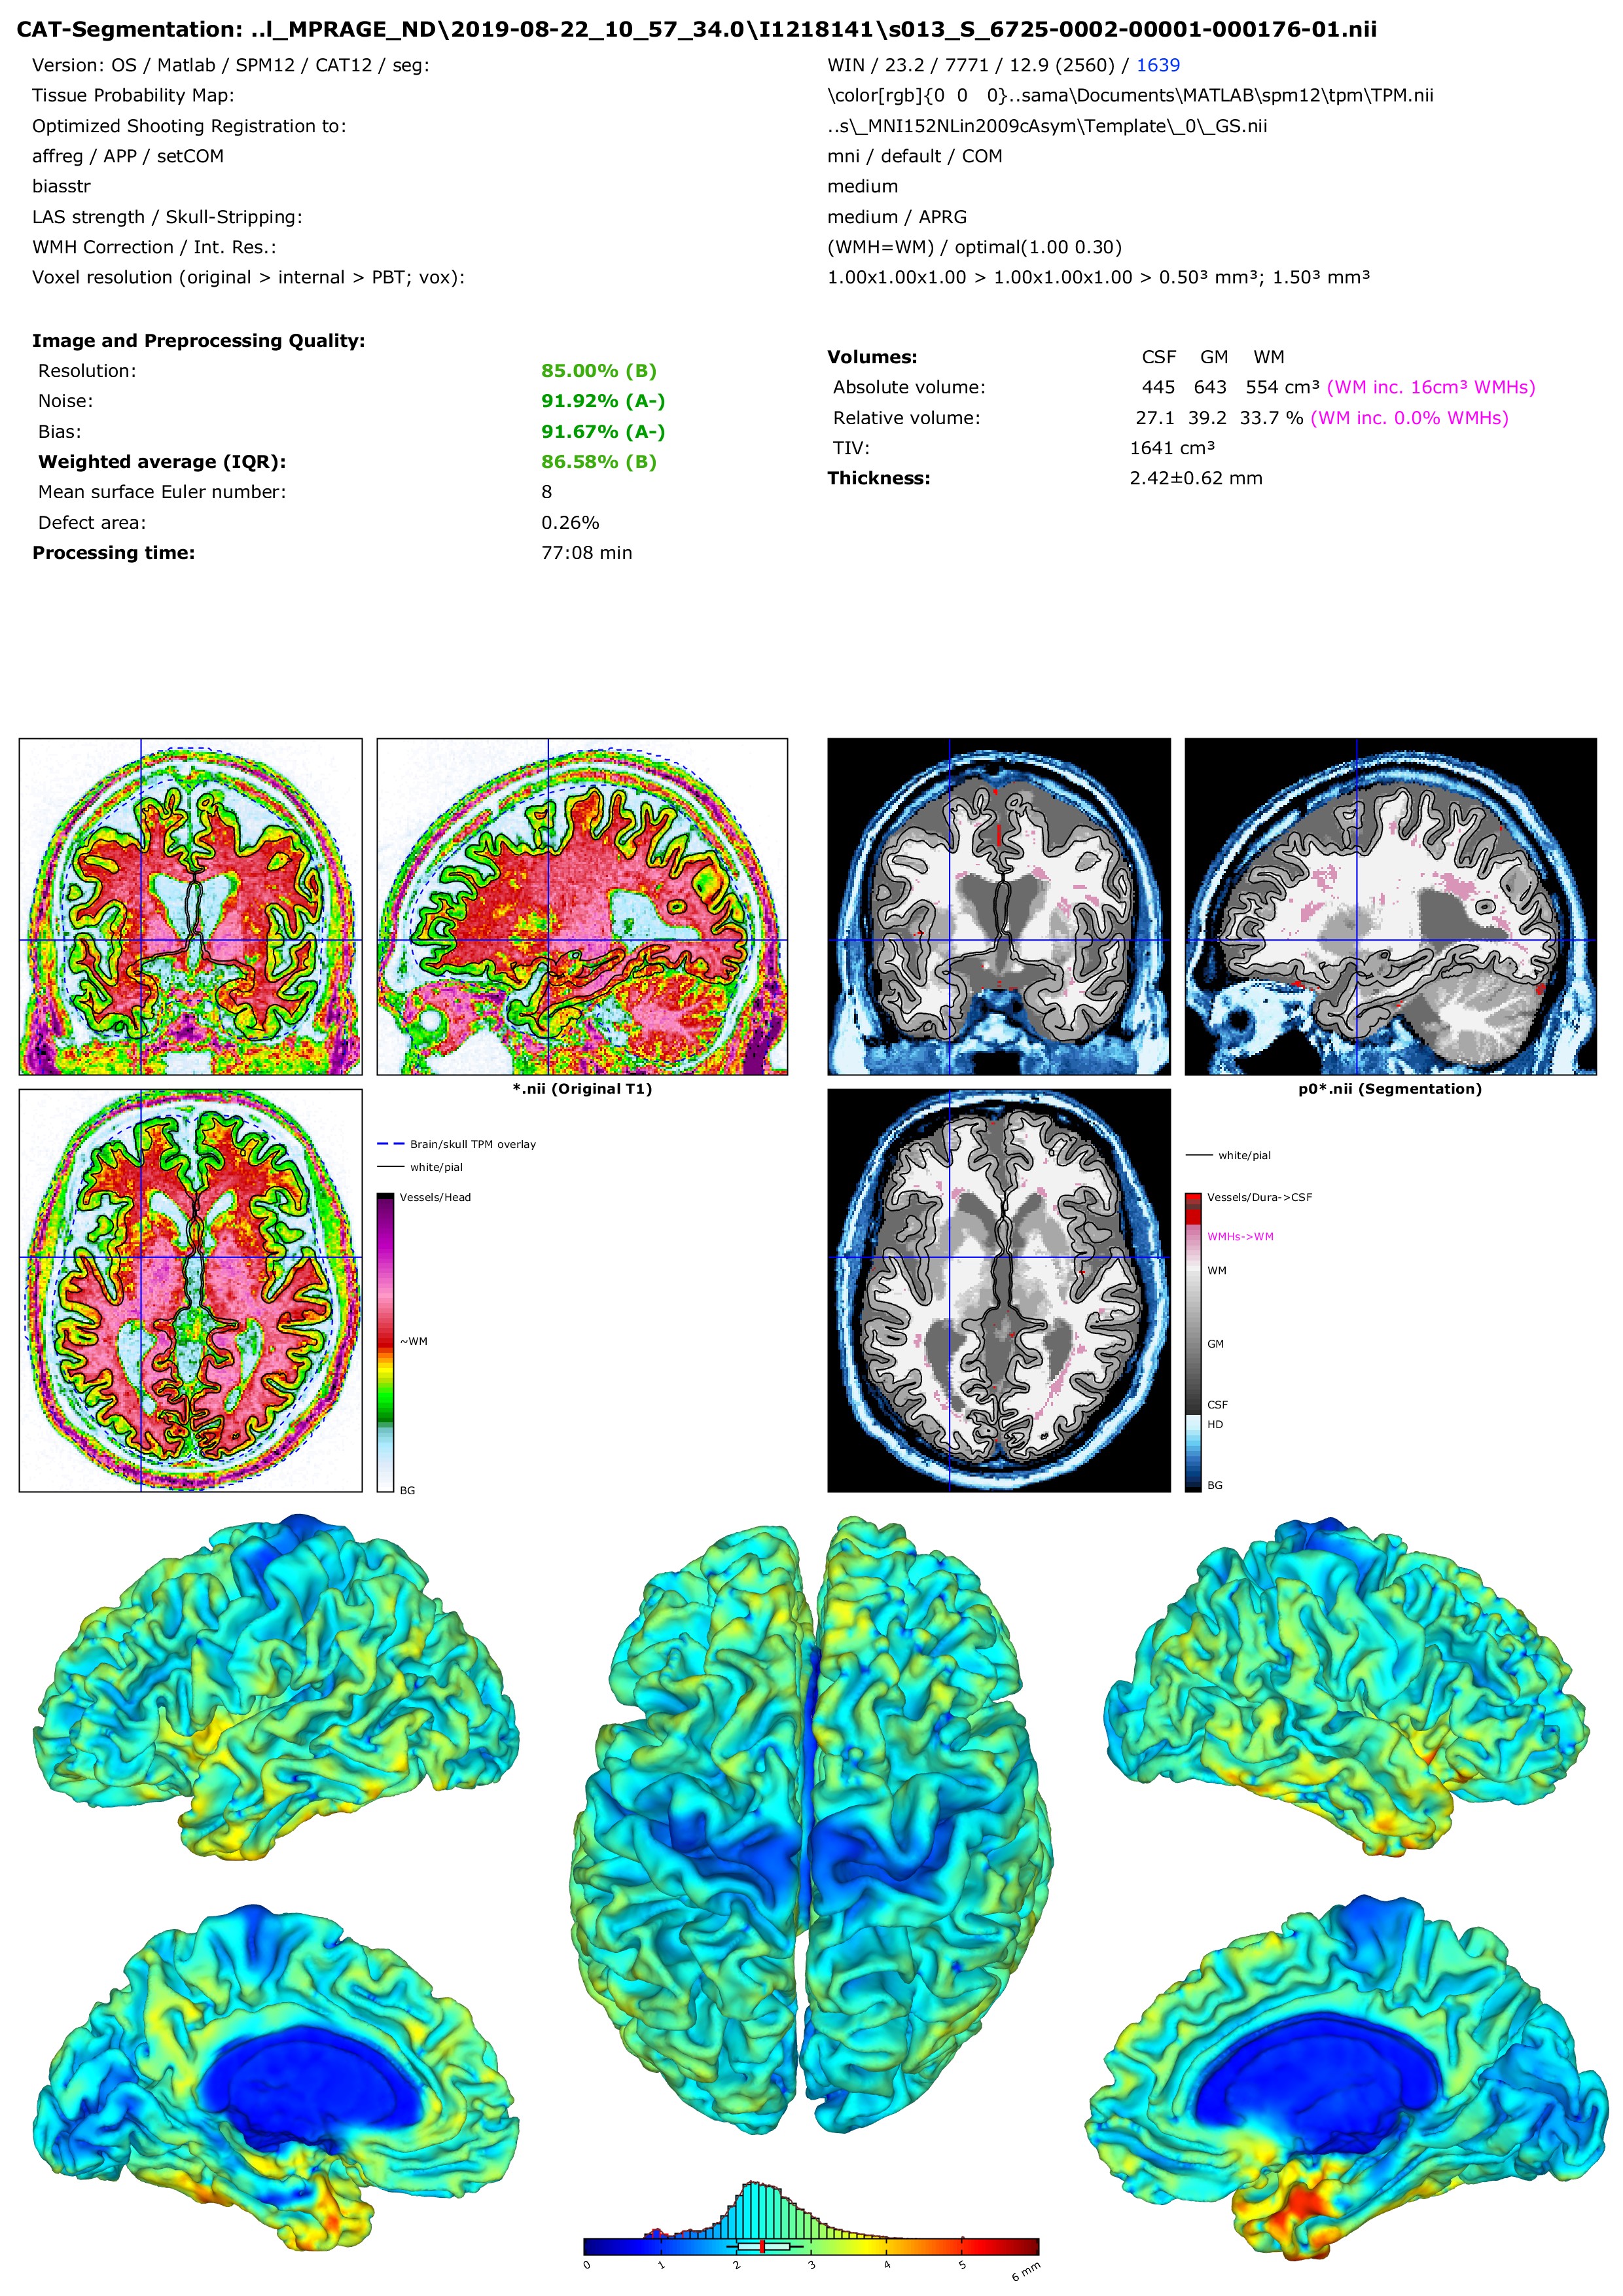 CAT-Segmentation: ..l_MPRAGE_ND\2019-08-22_10_57_34.0\I1218141\s013_S_6725-0002-00001-000176-01.nii
Version: OS / Matlab / SPM12 / CAT12 / seg: WIN / 23.2 / 7771 / 12.9 (2560) / 1639
Tissue Probability Map: \color[rgb]{0 0 0}..sama\Documents\MATLAB\spm12\tpm\TPM.nii
Optimized Shooting Registration to: ..s\_MNI152NLin2009cAsym\Template\_0\_GS.nii
affreg / APP / setCOM mni / default / COM
biasstr medium
LAS strength / Skull-Stripping: medium / APRG
WMH Correction / Int. Res.: (WMH=WM) / optimal(1.00 0.30)
Voxel resolution (original > internal > PBT; vox): 1.00x1.00x1.00 > 1.00x1.00x1.00 > 0.50³ mm³; 1.50³ mm³
Image and Preprocessing Quality:
Resolution: 85.00% (B)
Noise: 91.92% (A-)
Bias: 91.67% (A-)
Weighted average (IQR): 86.58% (B)
Mean surface Euler number: 8
Defect area: 0.26%
Processing time: 77:08 min
Volumes: CSF GM WM
Absolute volume: 445 643 554 cm³ (WM inc. 16cm³ WMHs)
Relative volume: 27.1 39.2 33.7 % (WM inc. 0.0% WMHs)
TIV: 1641 cm³
Thickness: 2.42±0.62 mm
*.nii (Original T1)
p0*.nii (Segmentation)
Brain/skull TPM overlay
white/pial
Vessels/Head
~WM
BG
white/pial
Vessels/Dura->CSF
WMHs->WM
WM
GM
CSF
HD
BG
0 1 2 3 4 5 6 mm